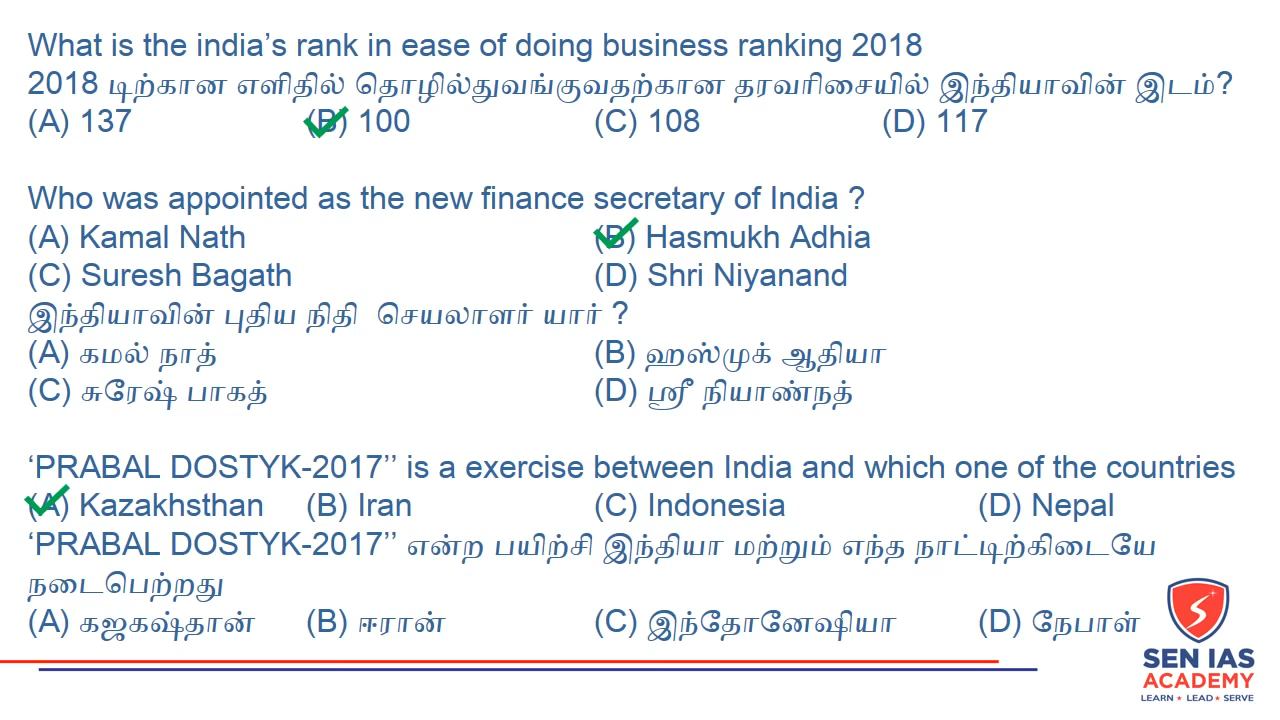 What is the india’s rank in ease of doing business ranking 2018
2018 டிற்கான எளிதில் தொழில்துவங்குவதற்கான தரவரிசையில் இந்தியாவின் இடம்?
(A) 137 (B) 100 (C) 108 (D) 117
Who was appointed as the new finance secretary of India ?
(A) Kamal Nath (B) Hasmukh Adhia
(C) Suresh Bagath (D) Shri Niyanand
இந்தியாவின் புதிய நிதி செயலாளர் யார் ?
(A) கமல் நாத் (B) ஹஸ்முக் ஆதியா
(C) சுரேஷ் பாகத் (D) ஸ்ரீ நியாண்நத்
‘PRABAL DOSTYK-2017’’ is a exercise between India and which one of the countries
(A) Kazakhsthan (B) Iran (C) Indonesia (D) Nepal
‘PRABAL DOSTYK-2017’’ என்ற பயிற்சி இந்தியா மற்றும் எந்த நாட்டிற்கிடையே
நடைபெற்றது
(A) கஜகஷ்தான் (B) ஈரான் (C) இந்தோனேஷியா (D) நேபாள்
SEN IAS
ACADEMY
LEARN ★ LEAD ★ SERVE